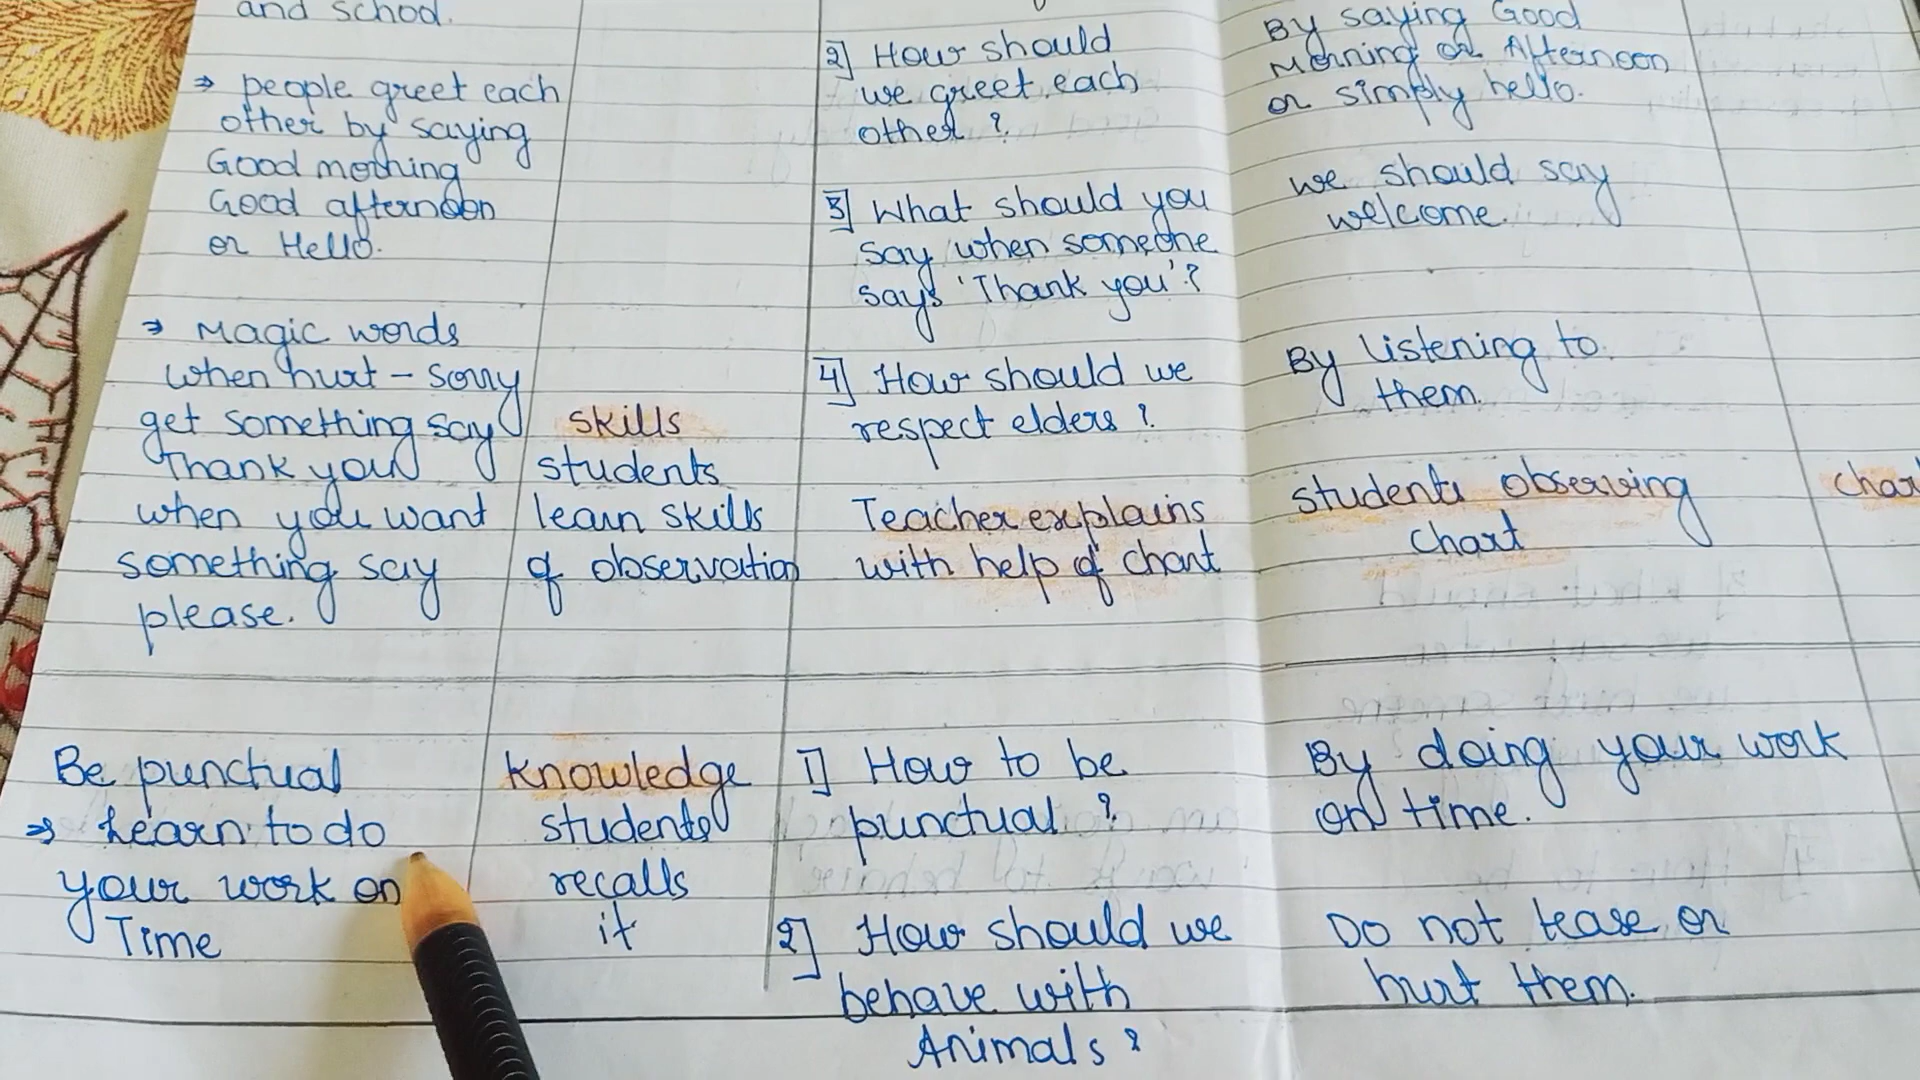 and school.
⇒ people greet each
other by saying
Good morning
Good afternoon
or Hello.
⇒ Magic words
when hurt - sorry
get something say
Thank you
when you want
something say
please.
Be punctual
⇒ Learn to do
your work on
Time
skills
students
learn skills
of observation
Knowledge
students
recalls
it
2] How should
we greet each
other ?
3] What should you
say when someone
says 'Thank you'?
4] How should we
respect elders ?
Teacher explains
with help of chart
1] How to be
punctual ?
2] How should we
behave with
Animals ?
By saying Good
Morning or Afternoon
or simply hello.
we should say
welcome.
By listening to
them.
students observing
chart
By doing your work
on time.
Do not tease or
hurt them.